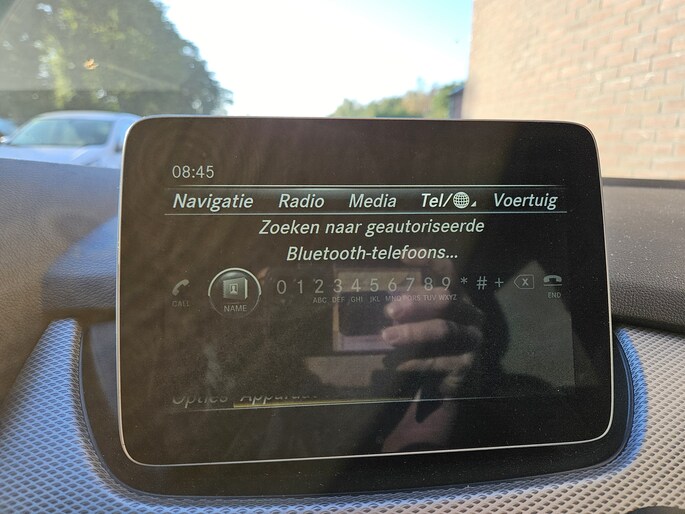 08:45
Navigatie Radio Media Tel/ Voertuig
Zoeken naar geautoriseerde
Bluetooth-telefoons...
0 1 2 3 4 5 6 7 8 9 * # +
ABC DEF GHI JKL MNO PQRS TUV WXYZ
CALL NAME END
Opties Apparaat